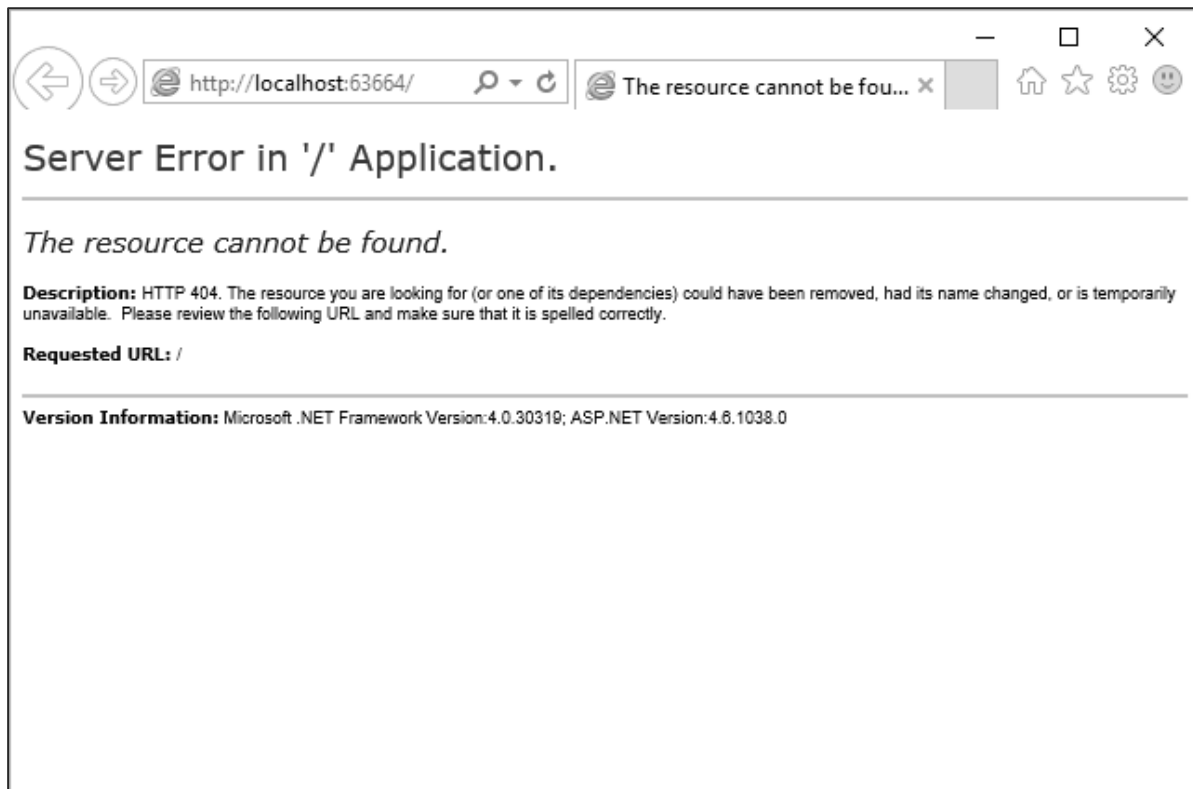 http://localhost:63664/
The resource cannot be fou...
Server Error in '/' Application.
The resource cannot be found.
Description: HTTP 404. The resource you are looking for (or one of its dependencies) could have been removed, had its name changed, or is temporarily
unavailable.  Please review the following URL and make sure that it is spelled correctly.
Requested URL: /
Version Information: Microsoft .NET Framework Version:4.0.30319; ASP.NET Version:4.6.1038.0